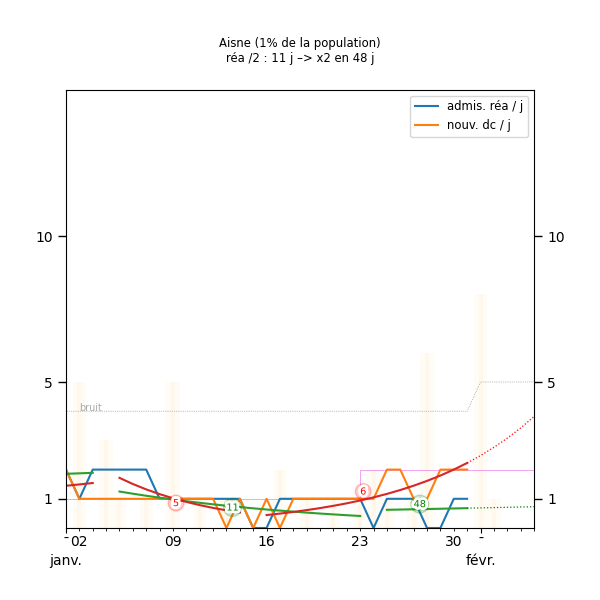 Aisne (1% de la population)
réa /2 : 11 j –> x2 en 48 j
admis. réa / j
nouv. dc / j
10
10
5
5
bruit
6
5
11
48
1
1
02
09
16
23
30
janv.
févr.